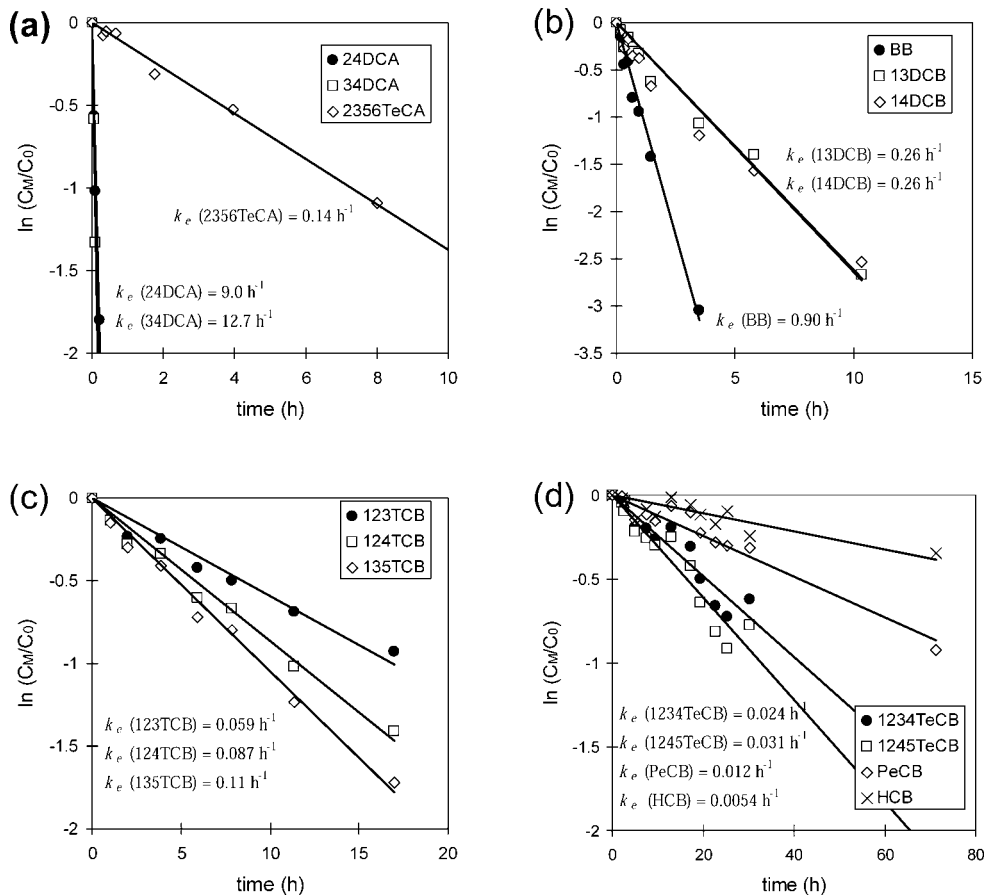 (a)
0
-0.5
-1
-1.5
-2
ln (CM/C0)
24DCA
34DCA
2356TeCA
ke (2356TeCA) = 0.14 h-1
ke (24DCA) = 9.0 h-1
ke (34DCA) = 12.7 h-1
0 2 4 6 8 10
time (h)
(b)
0
-0.5
-1
-1.5
-2
-2.5
-3
-3.5
ln (CM/C0)
BB
13DCB
14DCB
ke (13DCB) = 0.26 h-1
ke (14DCB) = 0.26 h-1
ke (BB) = 0.90 h-1
0 5 10 15
time (h)
(c)
0
-0.5
-1
-1.5
-2
ln (CM/C0)
123TCB
124TCB
135TCB
ke (123TCB) = 0.059 h-1
ke (124TCB) = 0.087 h-1
ke (135TCB) = 0.11 h-1
0 5 10 15 20
time (h)
(d)
0
-0.5
-1
-1.5
-2
ln (CM/C0)
ke (1234TeCB) = 0.024 h-1
ke (1245TeCB) = 0.031 h-1
ke (PeCB) = 0.012 h-1
ke (HCB) = 0.0054 h-1
1234TeCB
1245TeCB
PeCB
HCB
0 20 40 60 80
time (h)